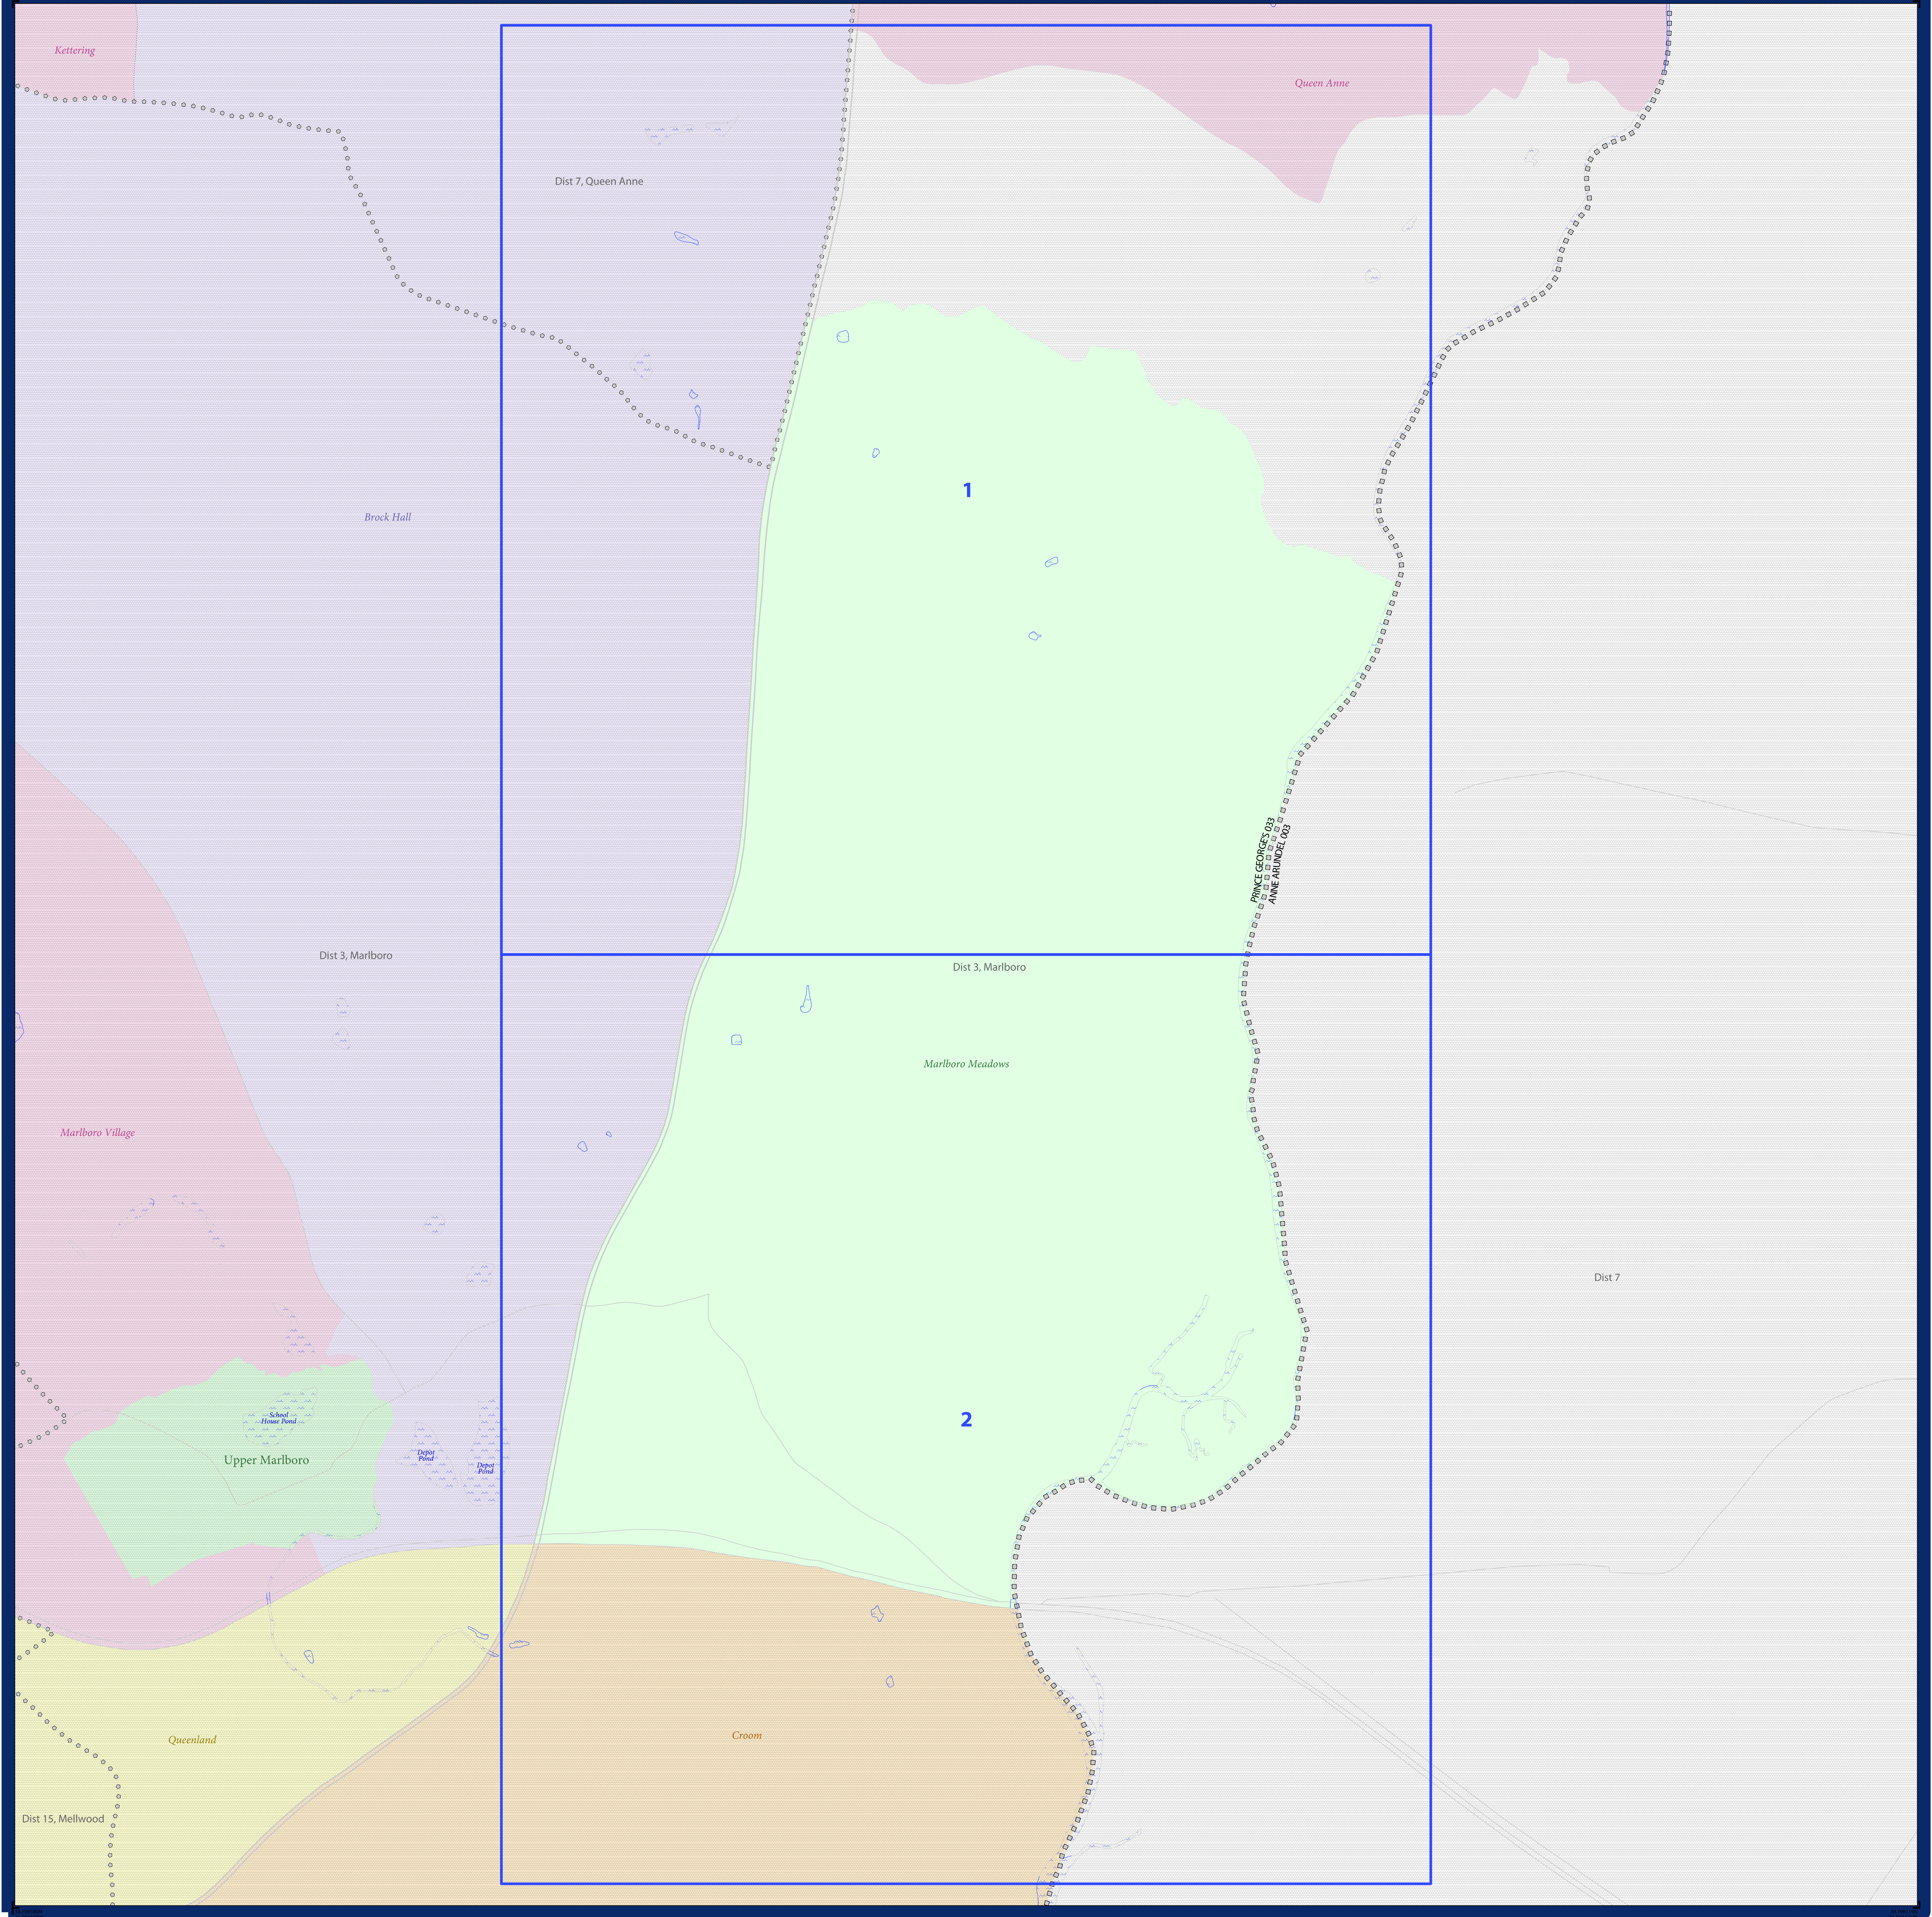 Kettering
Queen Anne
Dist 7, Queen Anne
1
Brock Hall
PRINCE GEORGE'S 033
ANNE ARUNDEL 003
Dist 3, Marlboro
Dist 3, Marlboro
Marlboro Meadows
Marlboro Village
Dist 7
School
House Pond
2
Upper Marlboro
Depot
Pond
Depot
Pond
Croom
Queenland
Dist 15, Mellwood